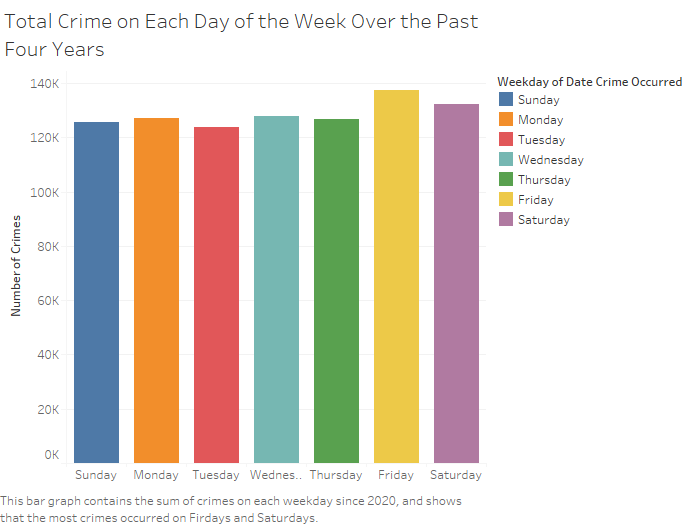 Total Crime on Each Day of the Week Over the Past
Four Years
Weekday of Date Crime Occurred
Sunday
Monday
Tuesday
Wednesday
Thursday
Friday
Saturday
Number of Crimes
140K
120K
100K
80K
60K
40K
20K
0K
Sunday Monday Tuesday Wednes.. Thursday Friday Saturday
This bar graph contains the sum of crimes on each weekday since 2020, and shows
that the most crimes occurred on Firdays and Saturdays.